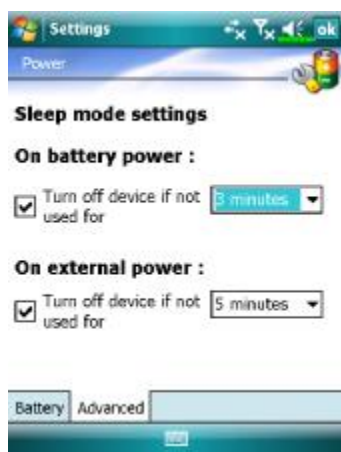 Settings
ok
Power
Sleep mode settings
On battery power :
Turn off device if not
used for
3 minutes
On external power :
Turn off device if not
used for
5 minutes
Battery Advanced